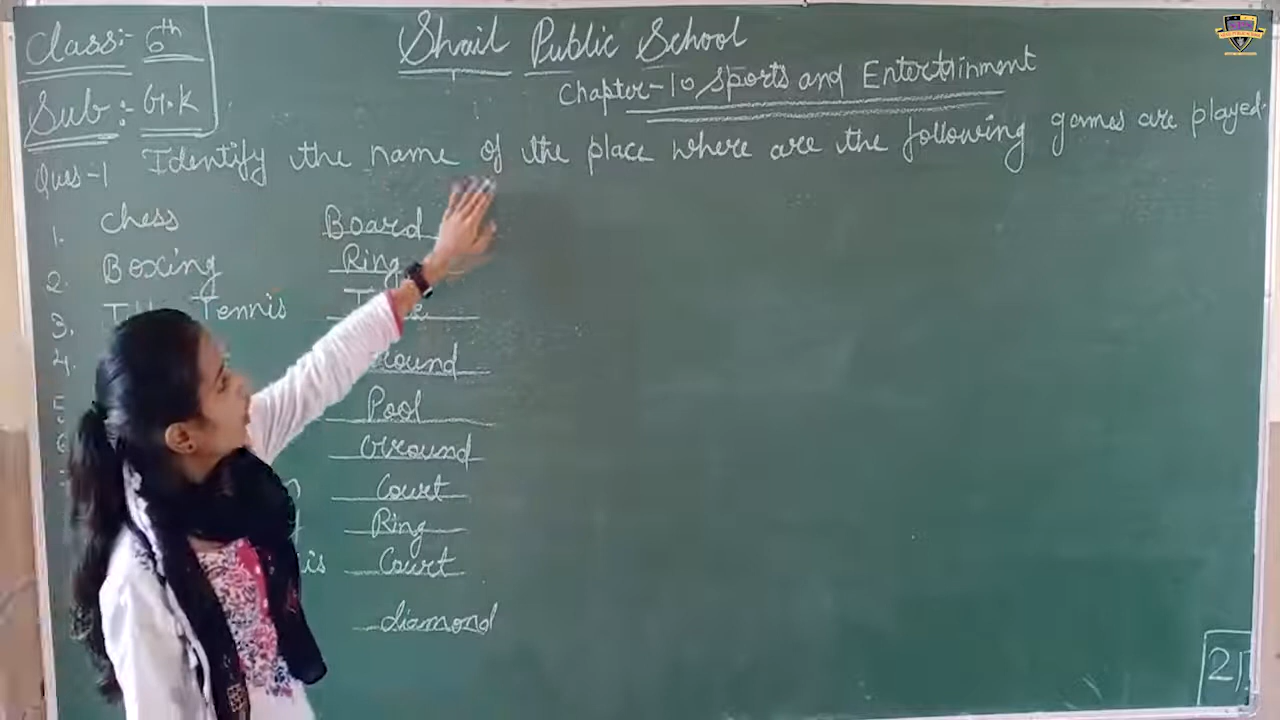 Class:- 6th
Sub:- G.K
Shail Public School
Chapter-10 Sports and Entertainment
Ques-1 Identify the name of the place where are the following games are played.
1. Chess Board
2. Boxing Ring
3. Tennis
4.
Pool
Ground
Court
Ring
Court
diamond